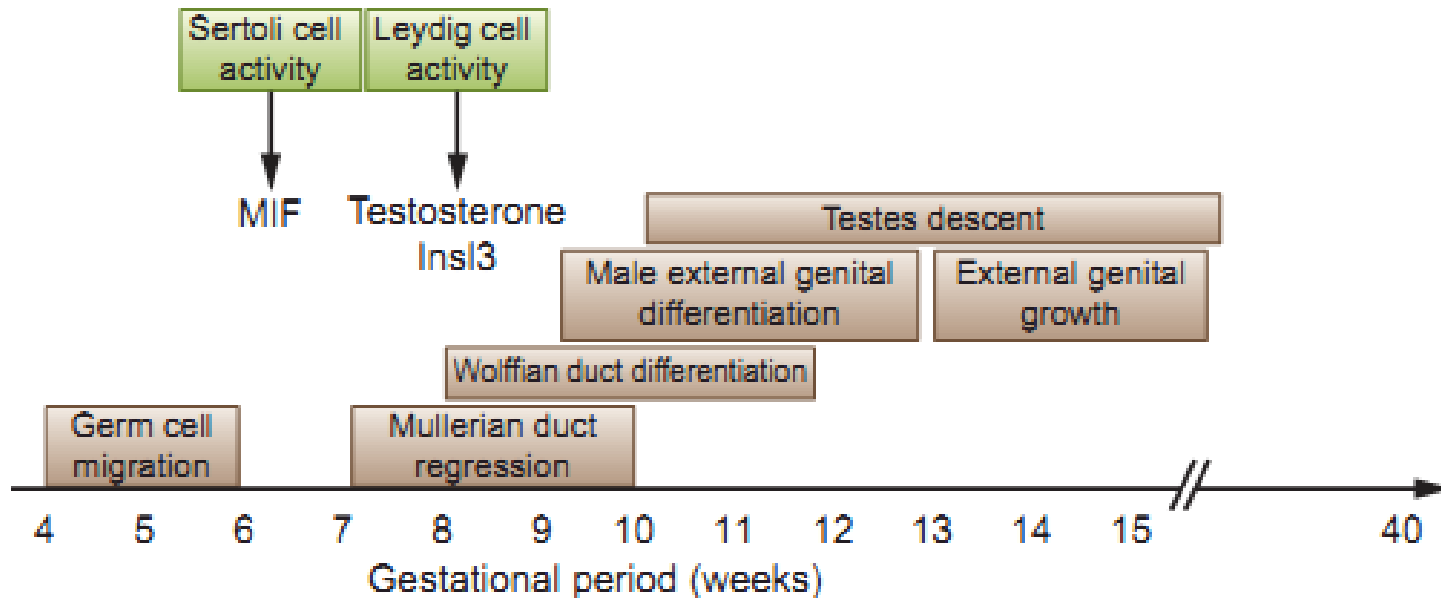 Sertoli cell
activity
Leydig cell
activity
MIF
Testosterone
Insl3
Testes descent
Male external genital
differentiation
External genital
growth
Wolffian duct differentiation
Germ cell
migration
Mullerian duct
regression
4 5 6 7 8 9 10 11 12 13 14 15 40
Gestational period (weeks)